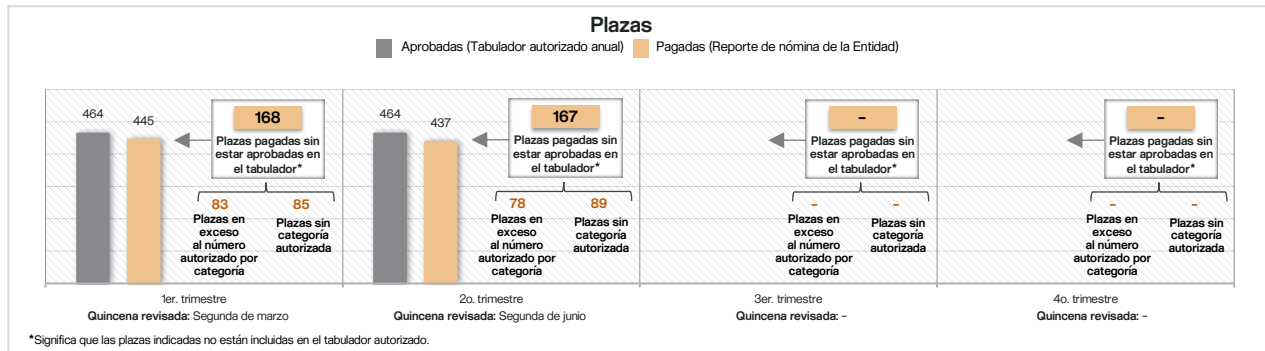 Plazas
Aprobadas (Tabulador autorizado anual)
Pagadas (Reporte de nómina de la Entidad)
464
445
168
Plazas pagadas sin
estar aprobadas en
el tabulador*
83
85
Plazas en
exceso
al número
autorizado por
categoría
Plazas sin
categoría
autorizada
1er. trimestre
Quincena revisada: Segunda de marzo
464
437
167
Plazas pagadas sin
estar aprobadas en
el tabulador*
78
89
Plazas en
exceso
al número
autorizado por
categoría
Plazas sin
categoría
autorizada
2o. trimestre
Quincena revisada: Segunda de junio
-
Plazas pagadas sin
estar aprobadas en
el tabulador*
-
-
Plazas en
exceso
al número
autorizado por
categoría
Plazas sin
categoría
autorizada
3er. trimestre
Quincena revisada: -
-
Plazas pagadas sin
estar aprobadas en
el tabulador*
-
-
Plazas en
exceso
al número
autorizado por
categoría
Plazas sin
categoría
autorizada
4o. trimestre
Quincena revisada: -
*Significa que las plazas indicadas no están incluidas en el tabulador autorizado.